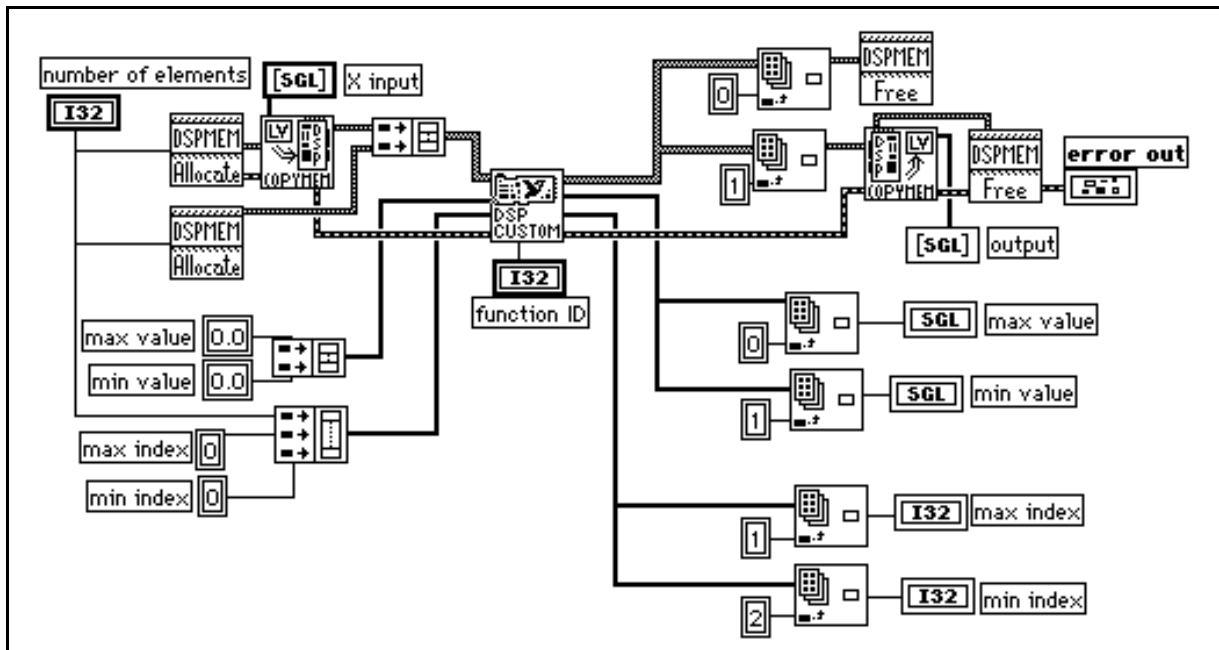 number of elements
I32
[SGL] X input
DSPMEM
Allocate
LV DSP
COPYMEM
DSPMEM
Allocate
DSP
CUSTOM
I32
function ID
0
DSPMEM
Free
1
DSP LV
COPYMEM
DSPMEM
Free
error out
[SGL] output
max value 0.0
min value 0.0
max index 0
min index 0
0
SGL max value
1
SGL min value
1
I32 max index
2
I32 min index